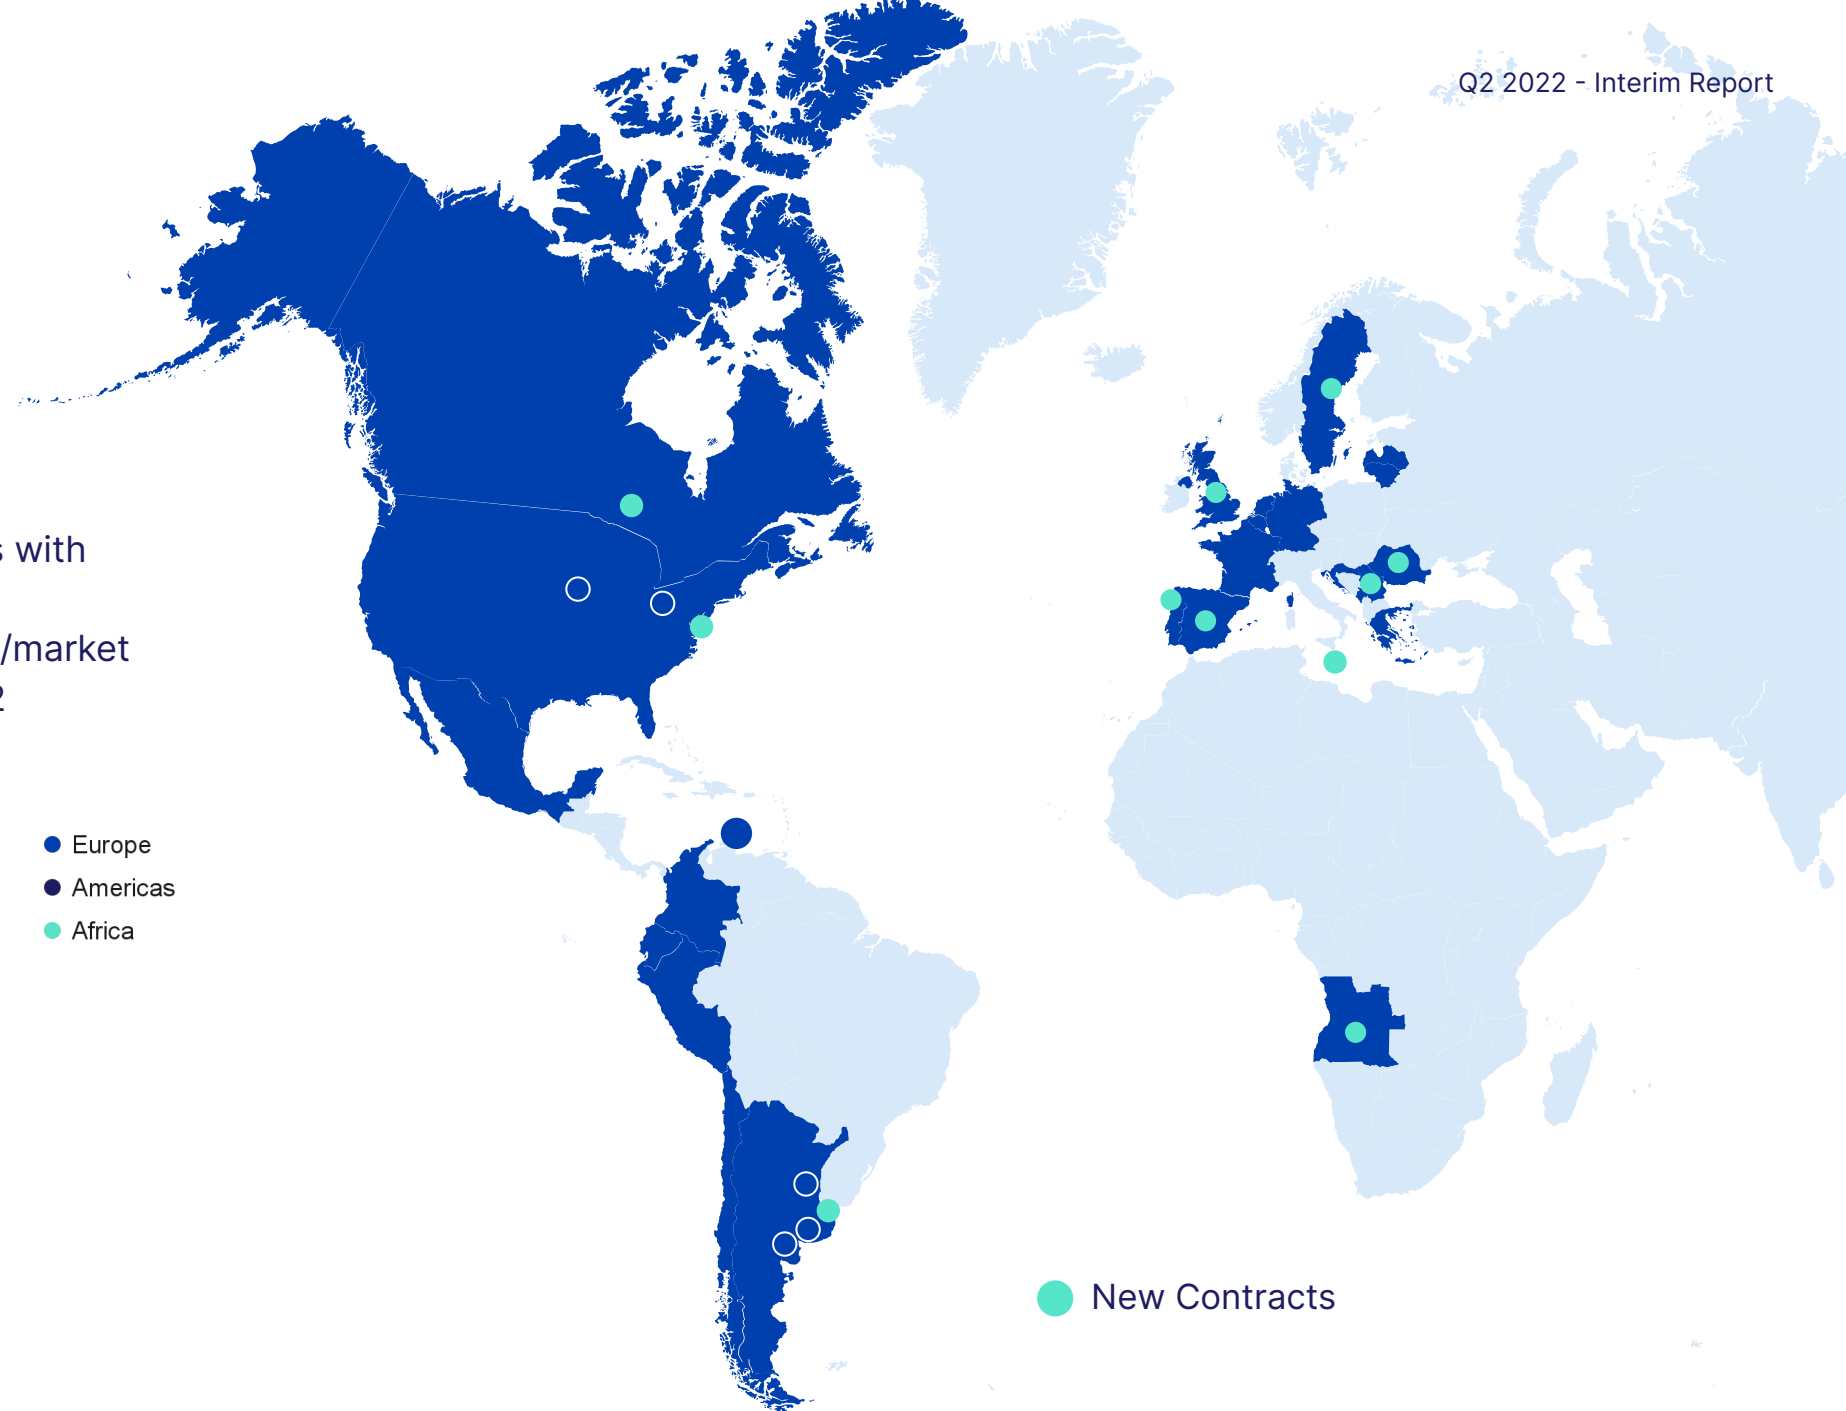 Q2 2022 - Interim Report
with
/market
Europe
Americas
Africa
New Contracts